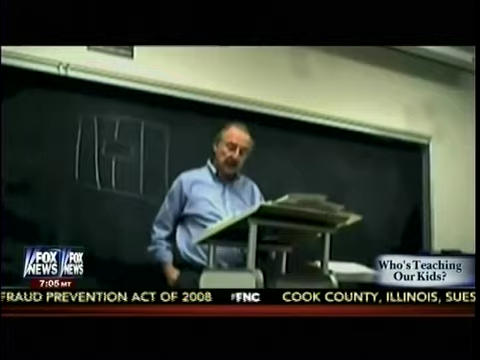 FOX
NEWS
FOX
NEWS
7:05 MT
Who's Teaching
Our Kids?
FRAUD PREVENTION ACT OF 2008 #FNC COOK COUNTY, ILLINOIS, SUES